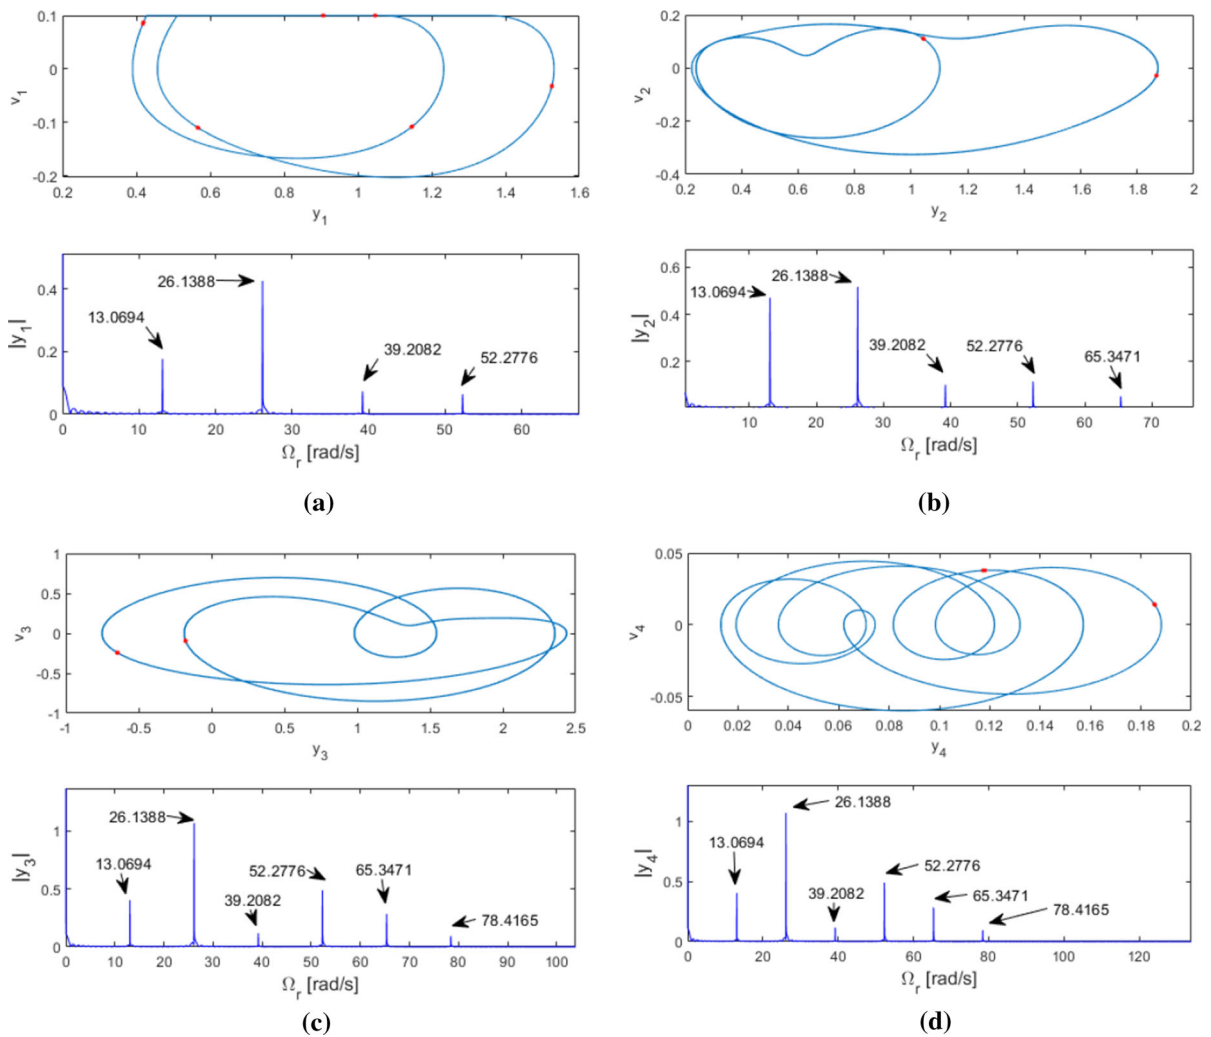 0.1
0
-0.1
-0.2
v1
0.2 0.4 0.6 0.8 1 1.2 1.4 1.6
y1
0.4
0.2
0
|y1|
26.1388
13.0694
39.2082
52.2776
0 10 20 30 40 50 60
Ωr [rad/s]
(a)
0.2
0
-0.2
-0.4
v2
0.2 0.4 0.6 0.8 1 1.2 1.4 1.6 1.8 2
y2
0.6
0.4
0.2
|y2|
26.1388
13.0694
39.2082
52.2776
65.3471
10 20 30 40 50 60 70
Ωr [rad/s]
(b)
1
0.5
0
-0.5
-1
v3
-1 -0.5 0 0.5 1 1.5 2 2.5
y3
1
0.5
0
|y3|
26.1388
13.0694
39.2082
52.2776
65.3471
78.4165
0 10 20 30 40 50 60 70 80 90 100
Ωr [rad/s]
(c)
0.05
0
-0.05
v4
0 0.02 0.04 0.06 0.08 0.1 0.12 0.14 0.16 0.18 0.2
y4
1
0.5
0
|y4|
26.1388
13.0694
39.2082
52.2776
65.3471
78.4165
0 20 40 60 80 100 120
Ωr [rad/s]
(d)